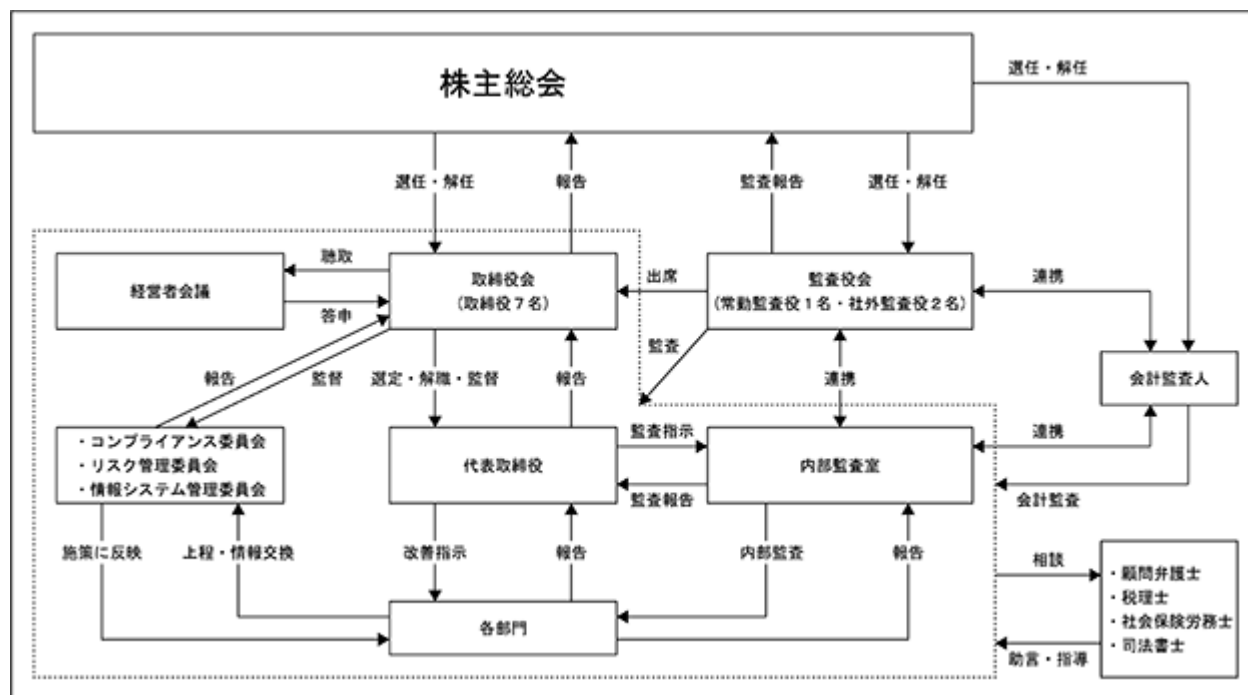 株主総会
選任・解任
選任・解任
報告
監査報告
選任・解任
経営者会議
聴取
答申
取締役会
(取締役7名)
出席
監査役会
(常勤監査役1名・社外監査役2名)
連携
監査
報告
監督
選定・解職・監督
報告
連携
会計監査人
・コンプライアンス委員会
・リスク管理委員会
・情報システム管理委員会
代表取締役
監査指示
監査報告
内部監査室
連携
会計監査
施策に反映
上程・情報交換
改善指示
報告
内部監査
報告
相談
・顧問弁護士
・税理士
・社会保険労務士
・司法書士
各部門
助言・指導